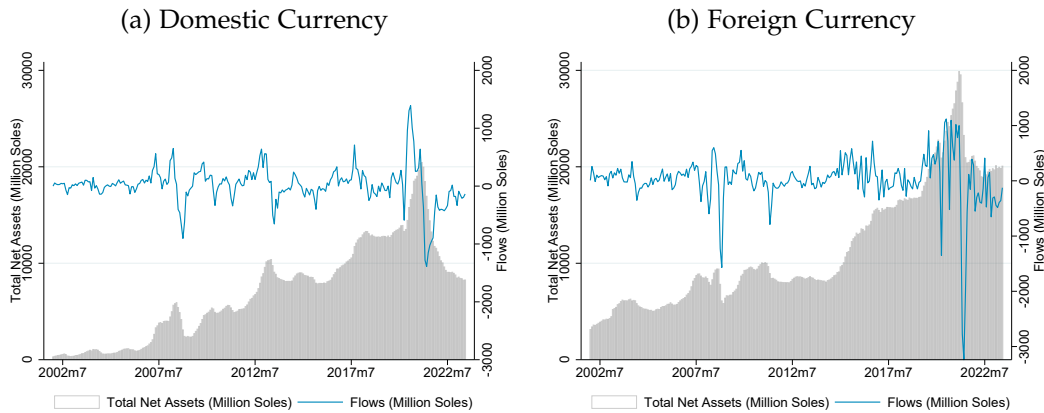 (a) Domestic Currency
Total Net Assets (Million Soles)
0 10000 20000 30000
Flows (Million Soles)
-3000 -2000 -1000 0 1000 2000
2002m7 2007m7 2012m7 2017m7 2022m7
Total Net Assets (Million Soles) Flows (Million Soles)
(b) Foreign Currency
Total Net Assets (Million Soles)
0 10000 20000 30000
Flows (Million Soles)
-3000 -2000 -1000 0 1000 2000
2002m7 2007m7 2012m7 2017m7 2022m7
Total Net Assets (Million Soles) Flows (Million Soles)